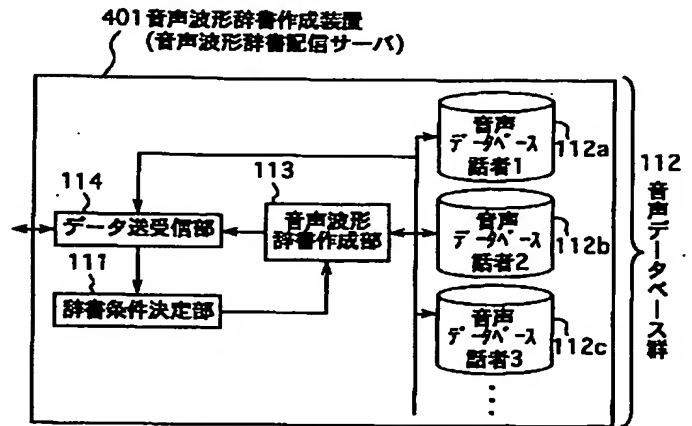 401音声波形辞書作成装置
(音声波形辞書配信サーバ)
音声
データベース
話者1
112a
113
114
データ送受信部
音声波形
辞書作成部
音声
データベース
話者2
112b
111
辞書条件決定部
音声
データベース
話者3
112c
112
音声データベース群